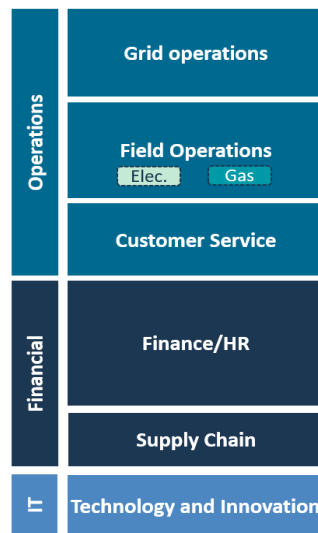 Operations
Grid operations
Field Operations
Elec.
Gas
Customer Service
Financial
Finance/HR
Supply Chain
IT
Technology and Innovation